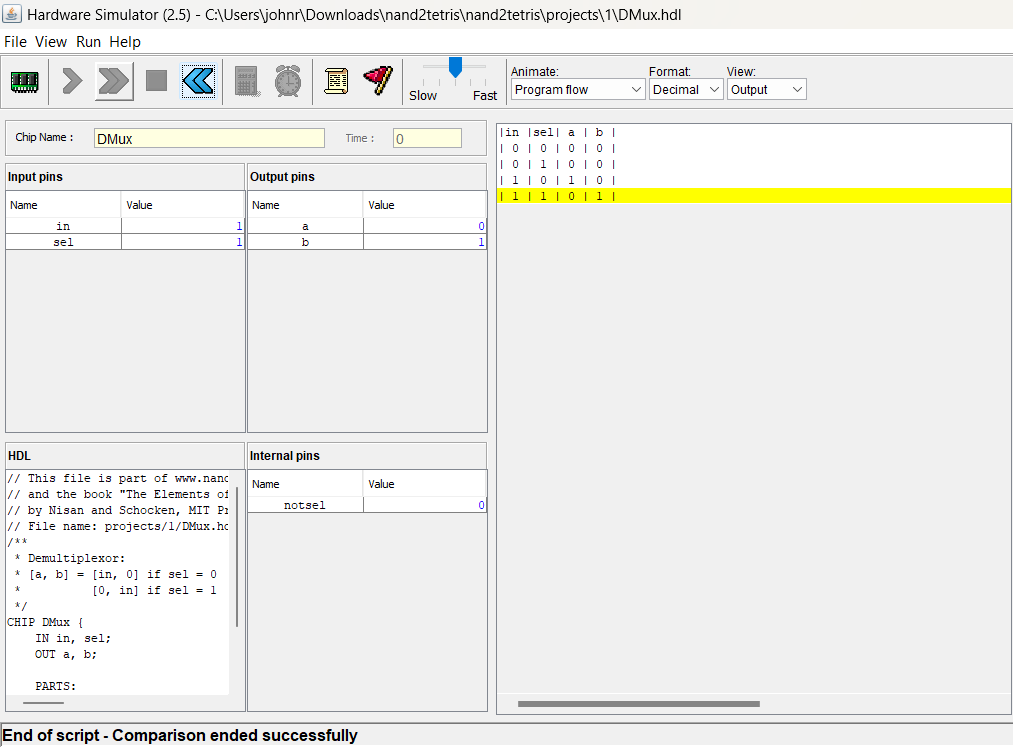 Hardware Simulator (2.5) - C:\Users\johnr\Downloads\nand2tetris\nand2tetris\projects\1\DMux.hdl
File View Run Help
Animate: Format: View:
Slow Fast Program flow Decimal Output
Chip Name : DMux Time : 0
Input pins
Name Value
in 1
sel 1
Output pins
Name Value
a 0
b 1
HDL
// This file is part of www.nand
// and the book "The Elements of
// by Nisan and Schocken, MIT Pr
// File name: projects/1/DMux.hd
/**
* Demultiplexor:
* [a, b] = [in, 0] if sel = 0
* [0, in] if sel = 1
*/
CHIP DMux {
IN in, sel;
OUT a, b;
PARTS:
Internal pins
Name Value
notsel 0
|in |sel| a | b |
| 0 | 0 | 0 | 0 |
| 0 | 1 | 0 | 0 |
| 1 | 0 | 1 | 0 |
| 1 | 1 | 0 | 1 |
End of script - Comparison ended successfully